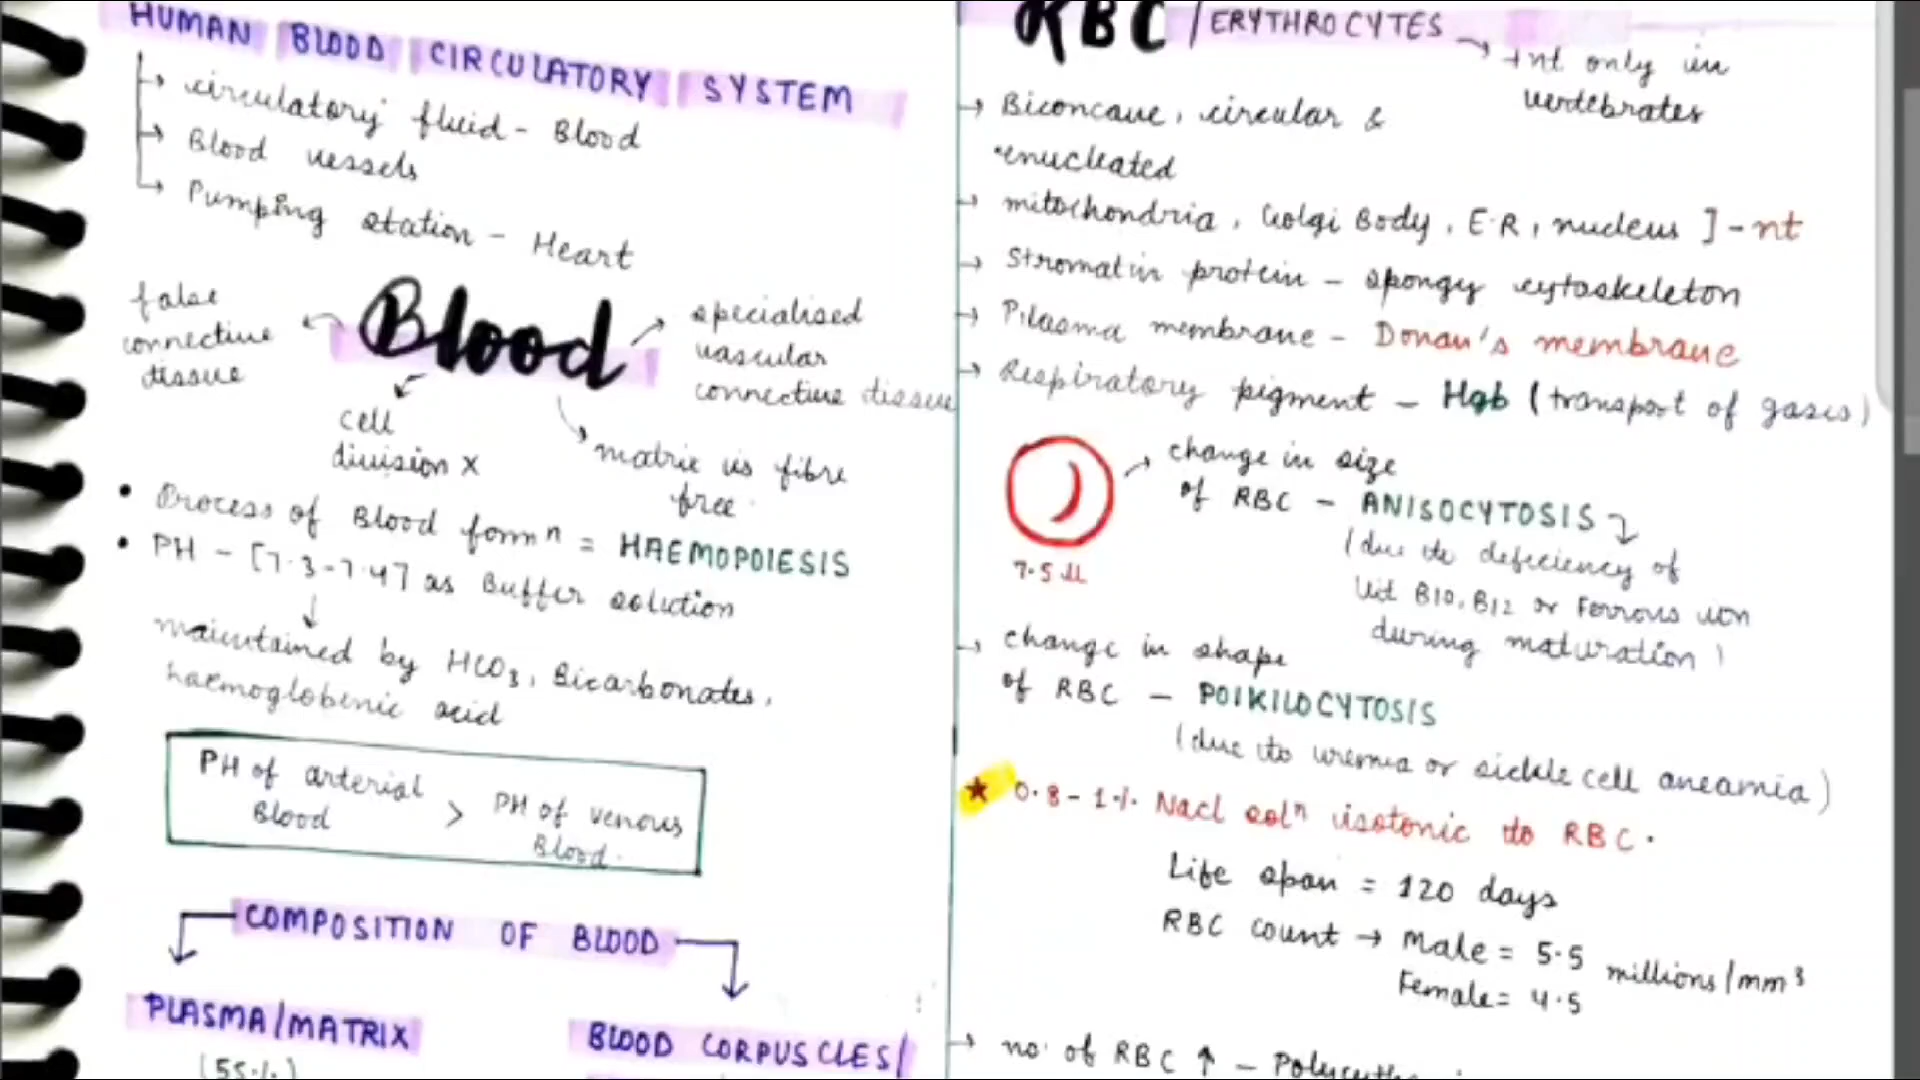 HUMAN BLOOD CIRCULATORY SYSTEM
→ circulatory fluid - Blood
→ Blood vessels
→ Pumping station - Heart
false
connective
tissue
Blood
specialised
vascular
connective tissue
cell
division x
matrix is fibre
free
• Process of Blood formⁿ = HAEMOPOIESIS
• PH - [7.3-7.4] as Buffer solution
↓
maintained by HCO3, Bicarbonates,
haemoglobenic acid
PH of arterial
Blood
>
PH of venous
Blood.
COMPOSITION OF BLOOD
PLASMA/MATRIX
(55%)
BLOOD CORPUSCLES/
RBC / ERYTHROCYTES → +nt only in
vertebrates
→ Biconcave, circular &
enucleated
→ mitochondria, Golgi Body, E.R, nucleus ] - nt
→ Stromatin protein - spongy cytoskeleton
→ Plasma membrane - Donan's membrane
→ Respiratory pigment - Hgb (transport of gases)
→ change in size
of RBC - ANISOCYTOSIS
(due to deficiency of
Vit B10, B12 or Ferrous ion
during maturation)
7.5 µ
→ change in shape
of RBC - POIKILOCYTOSIS
(due to uremia or sickle cell aneamia)
★ 0.8-1% Nacl solⁿ isotonic to RBC.
Life span = 120 days
RBC count → Male = 5.5
Female = 4.5
millions/mm³
→ no. of RBC ↑ -